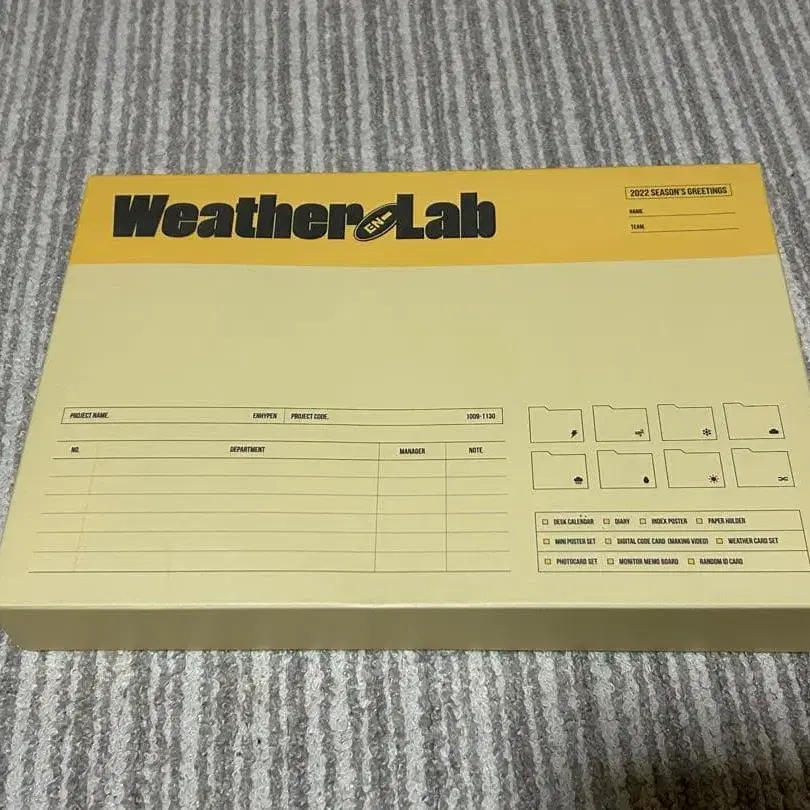 Weather EN- Lab
2022 SEASON'S GREETINGS
NAME
TEAM.
PROJECT NAME. ENHYPEN PROJECT CODE. 1009-1130
NO. DEPARTMENT MANAGER NOTE
DESK CALENDAR DIARY INDEX POSTER PAPER HOLDER
MINI POSTER SET DIGITAL CODE CARD (MAKING VIDEO) WEATHER CARD SET
PHOTOCARD SET MONITOR MEMO BOARD RANDOM ID CARD